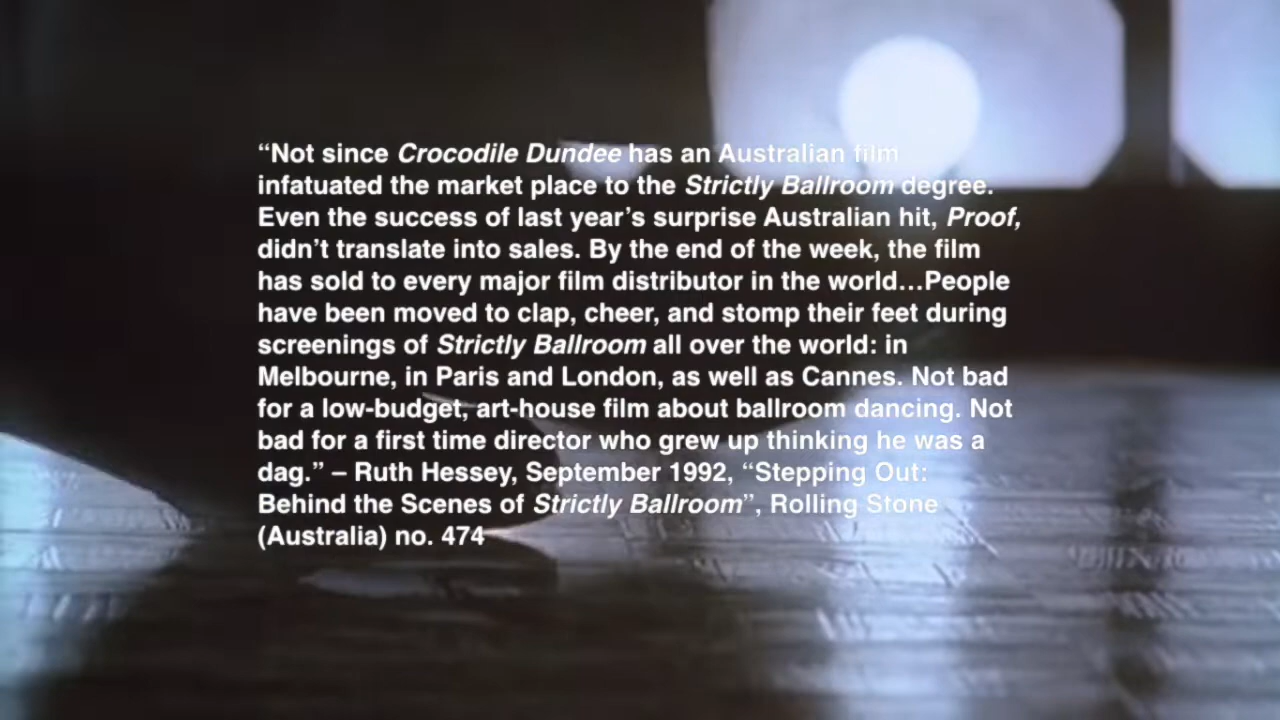 “Not since Crocodile Dundee has an Australian film
infatuated the market place to the Strictly Ballroom degree.
Even the success of last year’s surprise Australian hit, Proof,
didn’t translate into sales. By the end of the week, the film
has sold to every major film distributor in the world…People
have been moved to clap, cheer, and stomp their feet during
screenings of Strictly Ballroom all over the world: in
Melbourne, in Paris and London, as well as Cannes. Not bad
for a low-budget, art-house film about ballroom dancing. Not
bad for a first time director who grew up thinking he was a
dag.” – Ruth Hessey, September 1992, “Stepping Out:
Behind the Scenes of Strictly Ballroom”, Rolling Stone
(Australia) no. 474